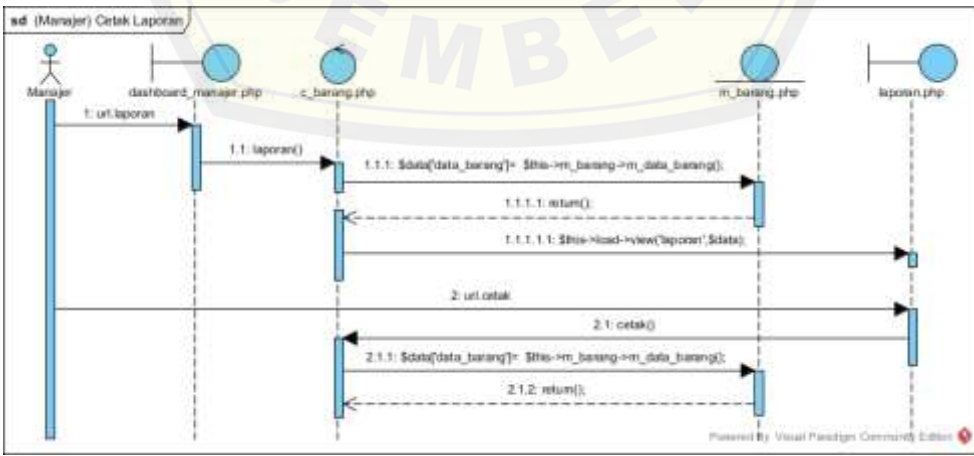 sd (Manajer) Cetak Laporan
EMBE
Manajer
dashboard_manajer.php
c_barang.php
m_barang.php
laporan.php
1: url.laporan
1.1: laporan()
1.1.1: $data['data_barang']= $this->m_barang->m_data_barang();
1.1.1.1: return();
1.1.1.1.1: $this->load->view('laporan',$data);
2: url.cetak
2.1: cetak()
2.1.1: $data['data_barang']= $this->m_barang->m_data_barang();
2.1.2: return();
Powered By Visual Paradigm Community Edition